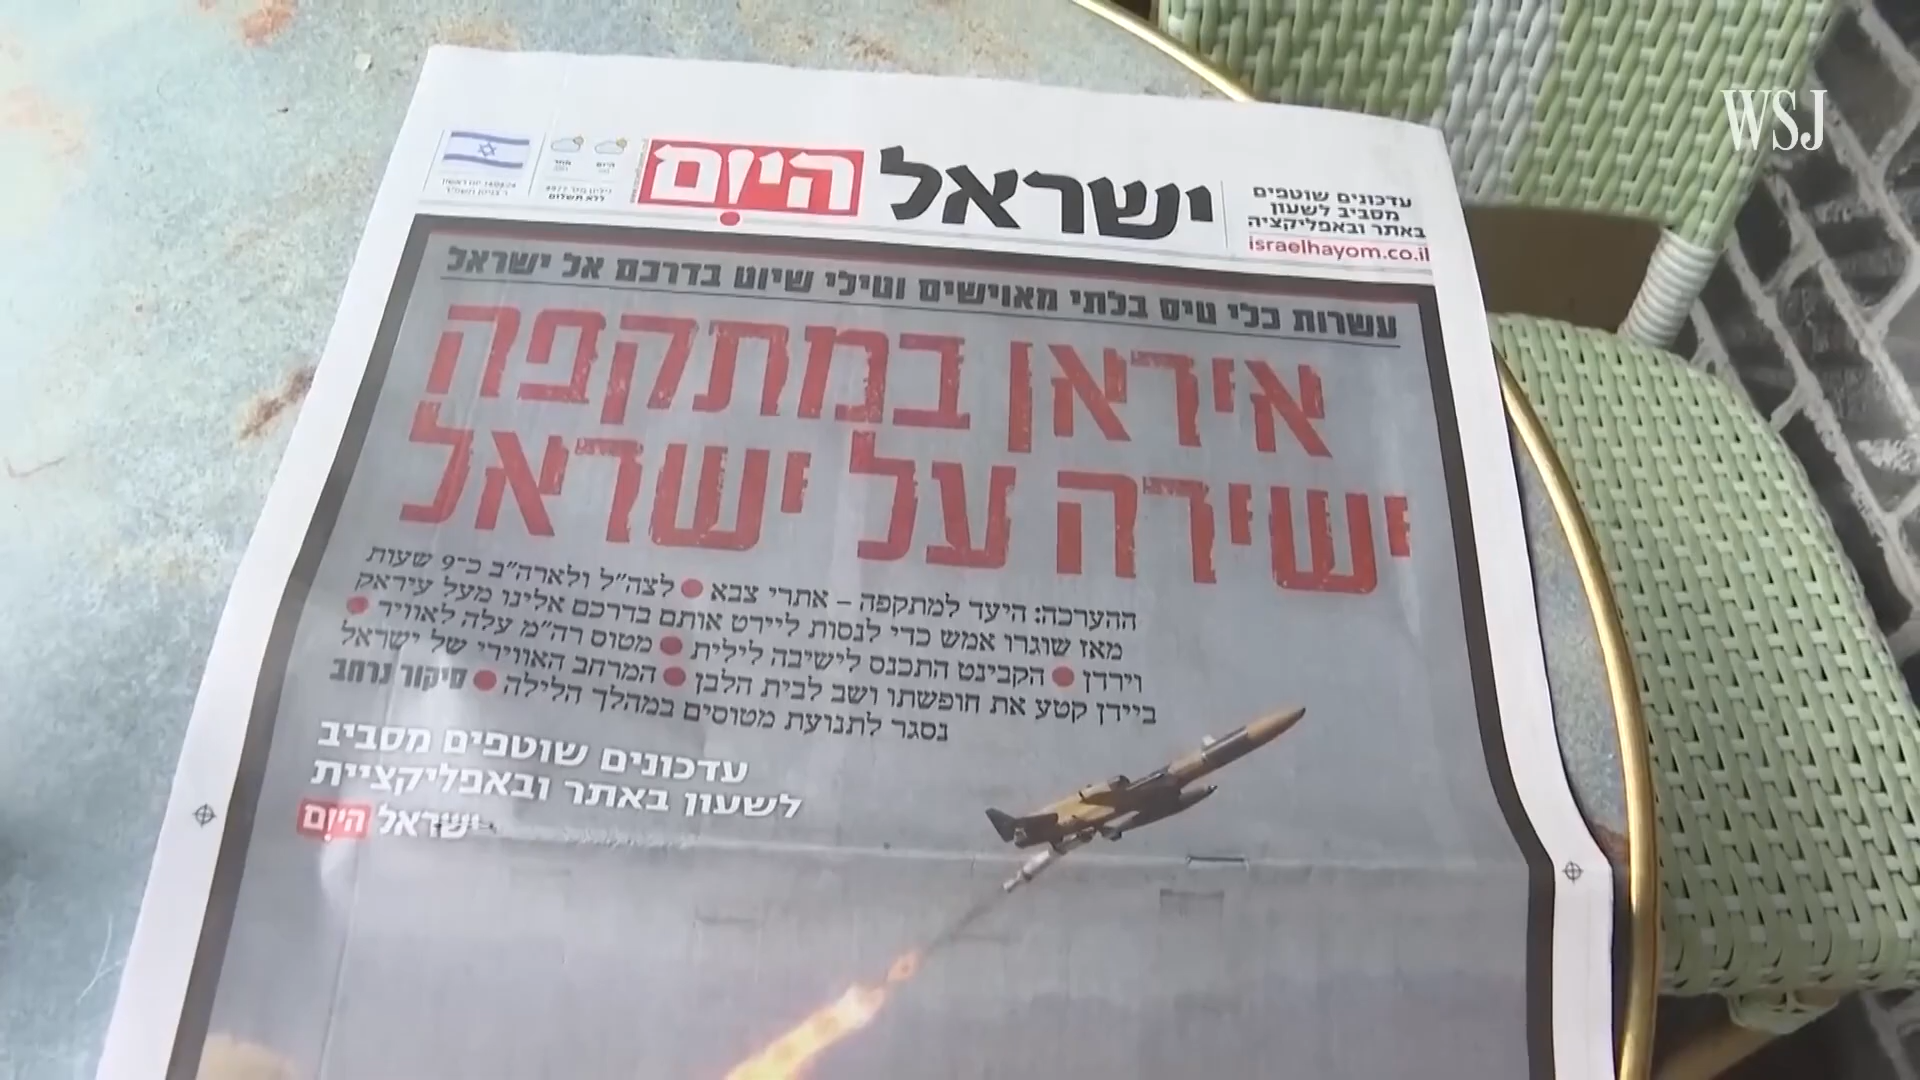 WSJ
ישראל היום
עדכונים שוטפים
מסביב לשעון
באתר ובאפליקציה
israelhayom.co.il
היום
מחר
ללא תשלום
עשרות כלי טיס בלתי מאוישים וטילי שיוט בדרכם אל ישראל
איראן במתקפה
ישירה על ישראל
ההערכה: היעד למתקפה – אתרי צבא ● לצה״ל ולארה״ב כ־9 שעות
מאז שוגרו אמש כדי לנסות ליירט אותם בדרכם אלינו מעל עיראק
וירדן ● הקבינט התכנס לישיבה לילית ● מטוס רה״מ עלה לאוויר ●
ביידן קטע את חופשתו ושב לבית הלבן ● המרחב האווירי של ישראל
נסגר לתנועת מטוסים במהלך הלילה ● סיקור נרחב
עדכונים שוטפים מסביב
לשעון באתר ובאפליקציית
ישראל היום